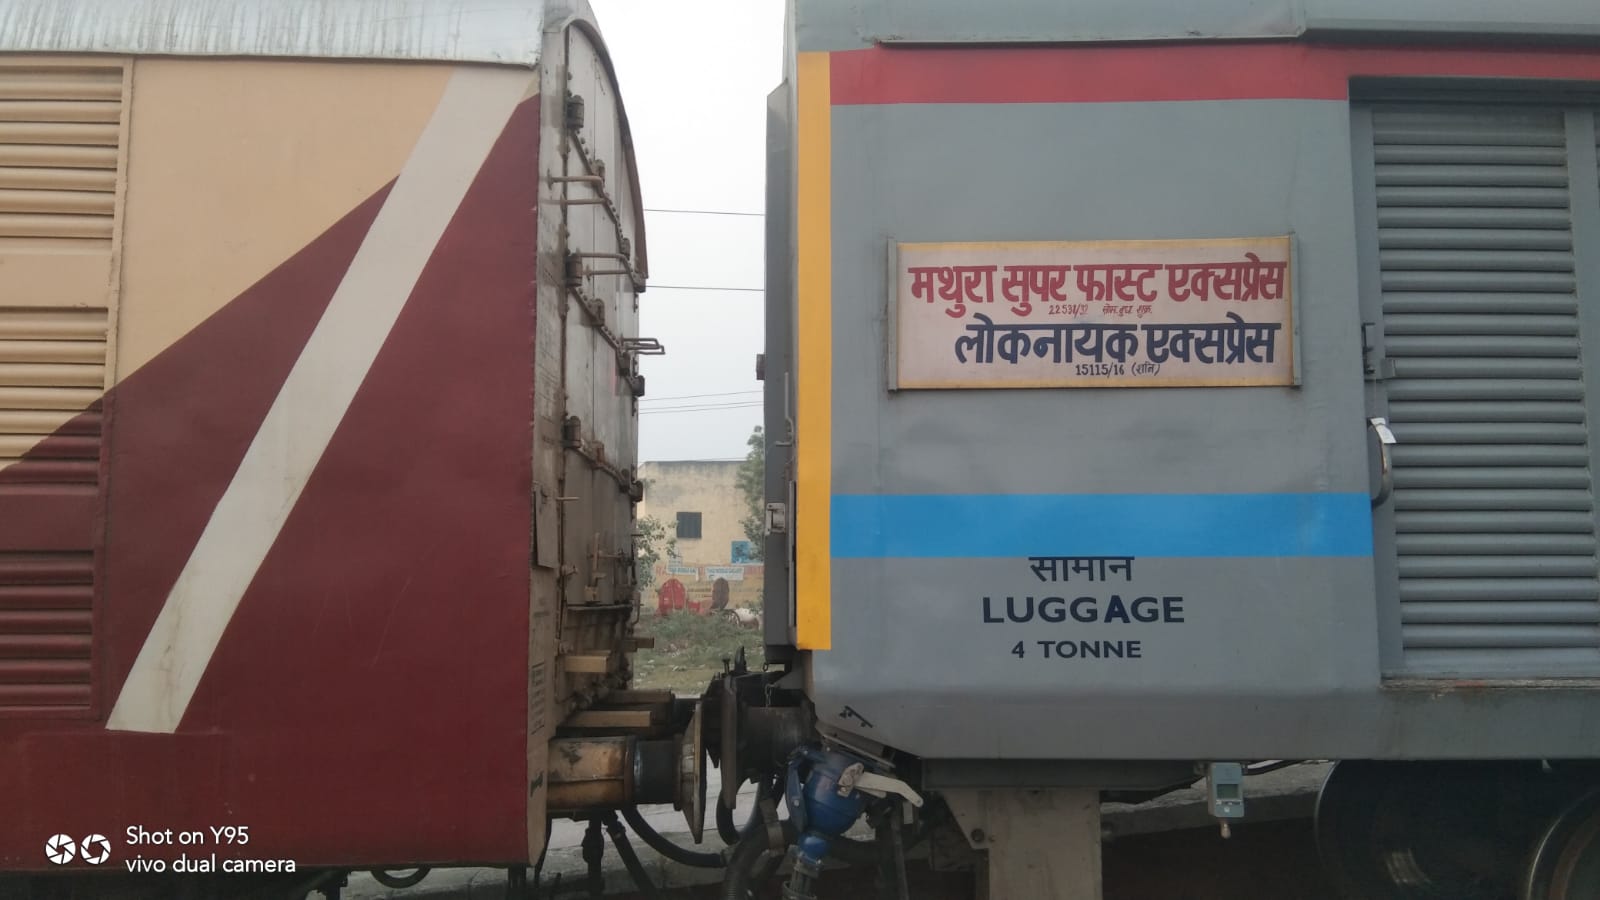 मथुरा सुपर फास्ट एक्सप्रेस
22531/32 सोम. बुध. शुक्र.
लोकनायक एक्सप्रेस
15115/16 (शनि)
सामान
LUGGAGE
4 TONNE
Shot on Y95
vivo dual camera